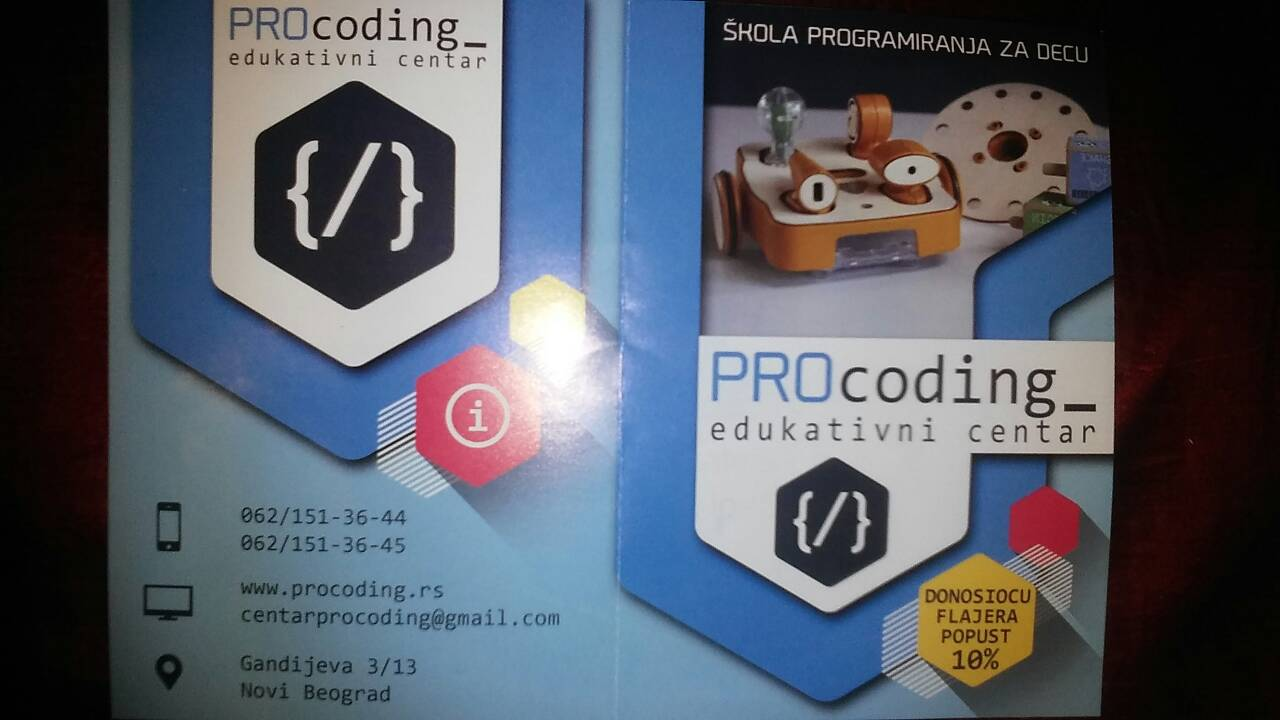 PROcoding_
edukativni centar
{/}
i
062/151-36-44
062/151-36-45
www.procoding.rs
centarprocoding@gmail.com
Gandijeva 3/13
Novi Beograd
ŠKOLA PROGRAMIRANJA ZA DECU
PROcoding_
edukativni centar
{/}
DONOSIOCU
FLAJERA
POPUST
10%